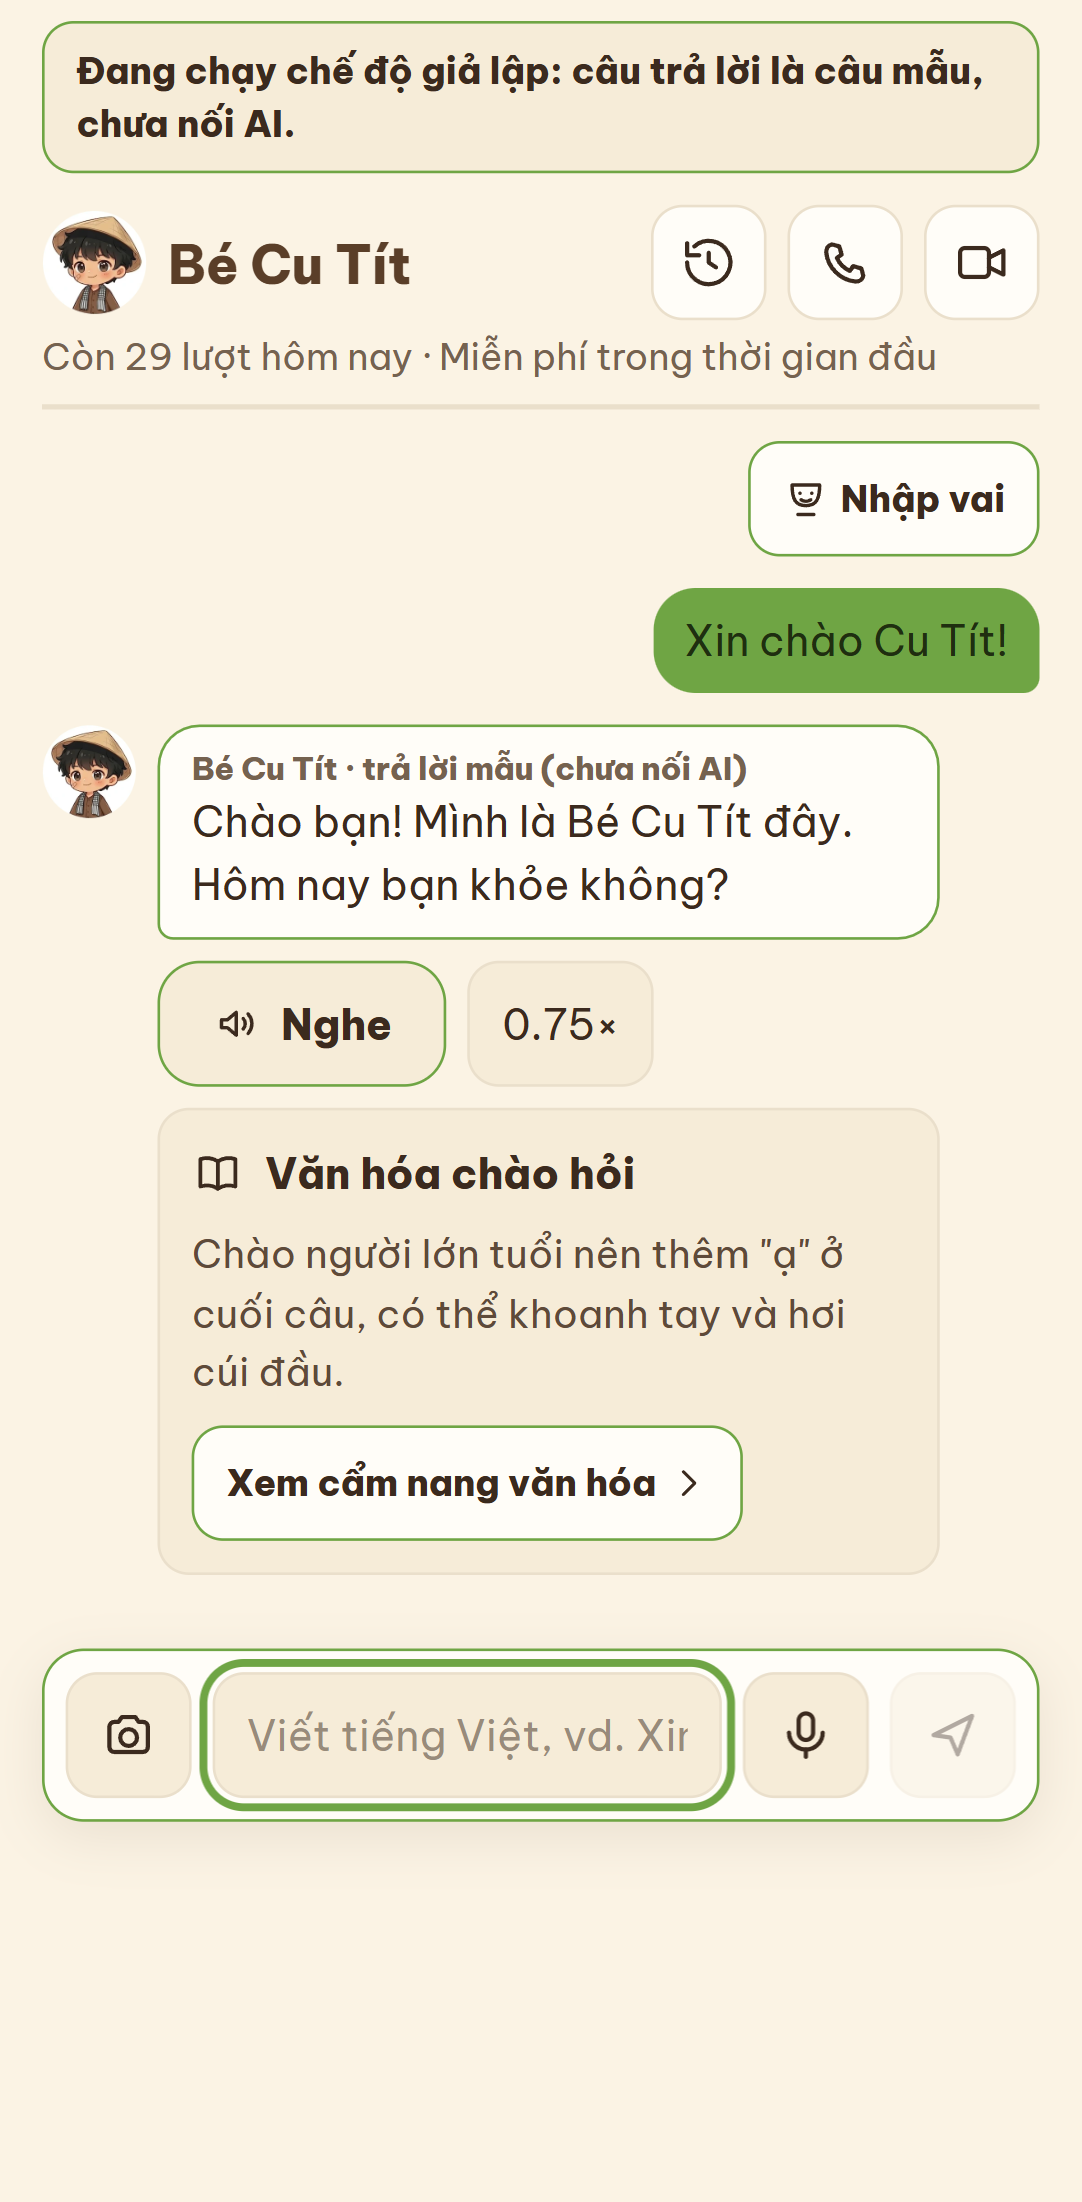 Đang chạy chế độ giả lập: câu trả lời là câu mẫu,
chưa nối AI.
Bé Cu Tít
Còn 29 lượt hôm nay · Miễn phí trong thời gian đầu
Nhập vai
Xin chào Cu Tít!
Bé Cu Tít · trả lời mẫu (chưa nối AI)
Chào bạn! Mình là Bé Cu Tít đây.
Hôm nay bạn khỏe không?
Nghe
0.75×
Văn hóa chào hỏi
Chào người lớn tuổi nên thêm "ạ" ở
cuối câu, có thể khoanh tay và hơi
cúi đầu.
Xem cẩm nang văn hóa
Viết tiếng Việt, vd.